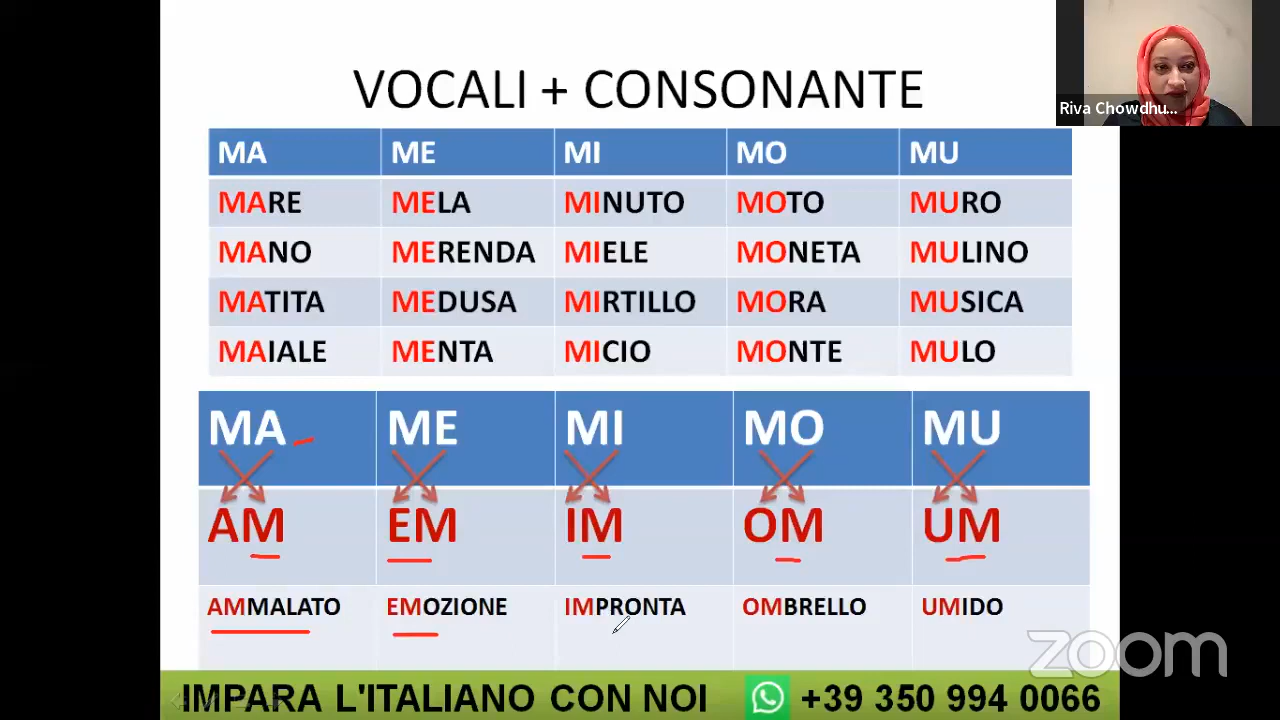 VOCALI + CONSONANTE
Riva Chowdhu...
MA ME MI MO MU
MARE MELA MINUTO MOTO MURO
MANO MERENDA MIELE MONETA MULINO
MATITA MEDUSA MIRTILLO MORA MUSICA
MAIALE MENTA MICIO MONTE MULO
MA ME MI MO MU
AM EM IM OM UM
AMMALATO EMOZIONE IMPRONTA OMBRELLO UMIDO
zoom
IMPARA L'ITALIANO CON NOI +39 350 994 0066